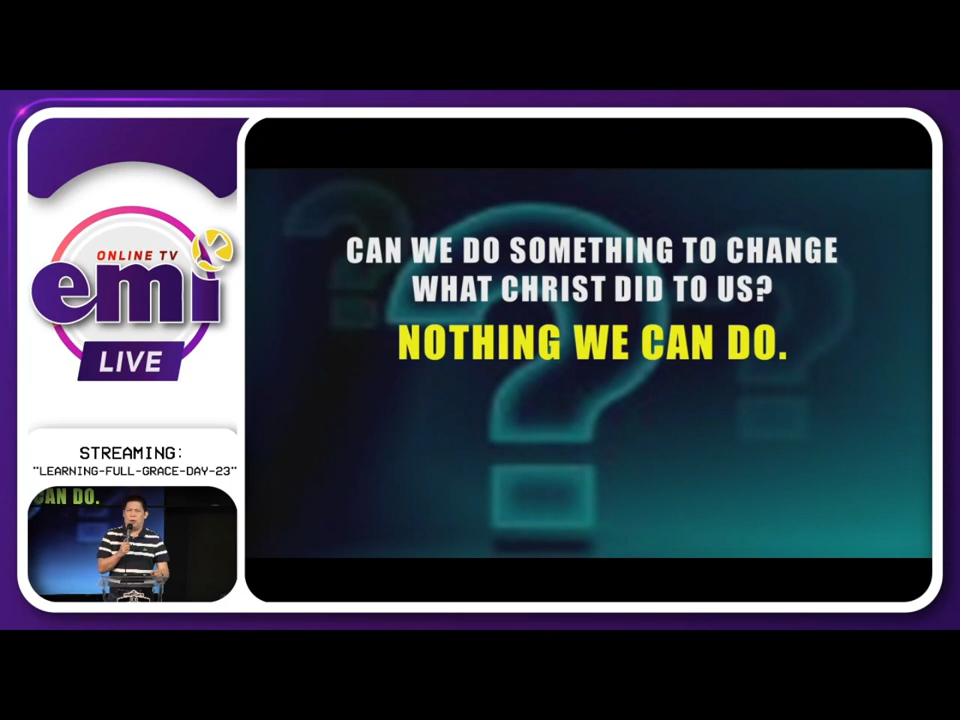 ONLINE TV
emi
LIVE
STREAMING:
"LEARNING-FULL-GRACE-DAY-23"
CAN DO.
CAN WE DO SOMETHING TO CHANGE
WHAT CHRIST DID TO US?
NOTHING WE CAN DO.